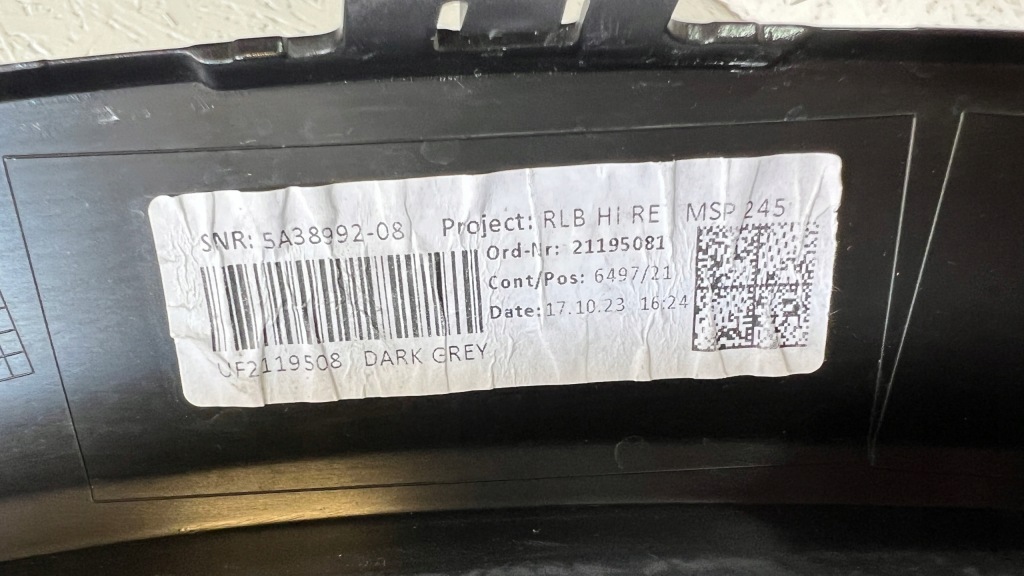 SNR: 5A38992-08 Project: RLB HI RE MSP 245
Ord-Nr: 21195081
Cont/Pos: 6497/21
Date: 17.10.23 16:24
UF2119508 DARK GREY